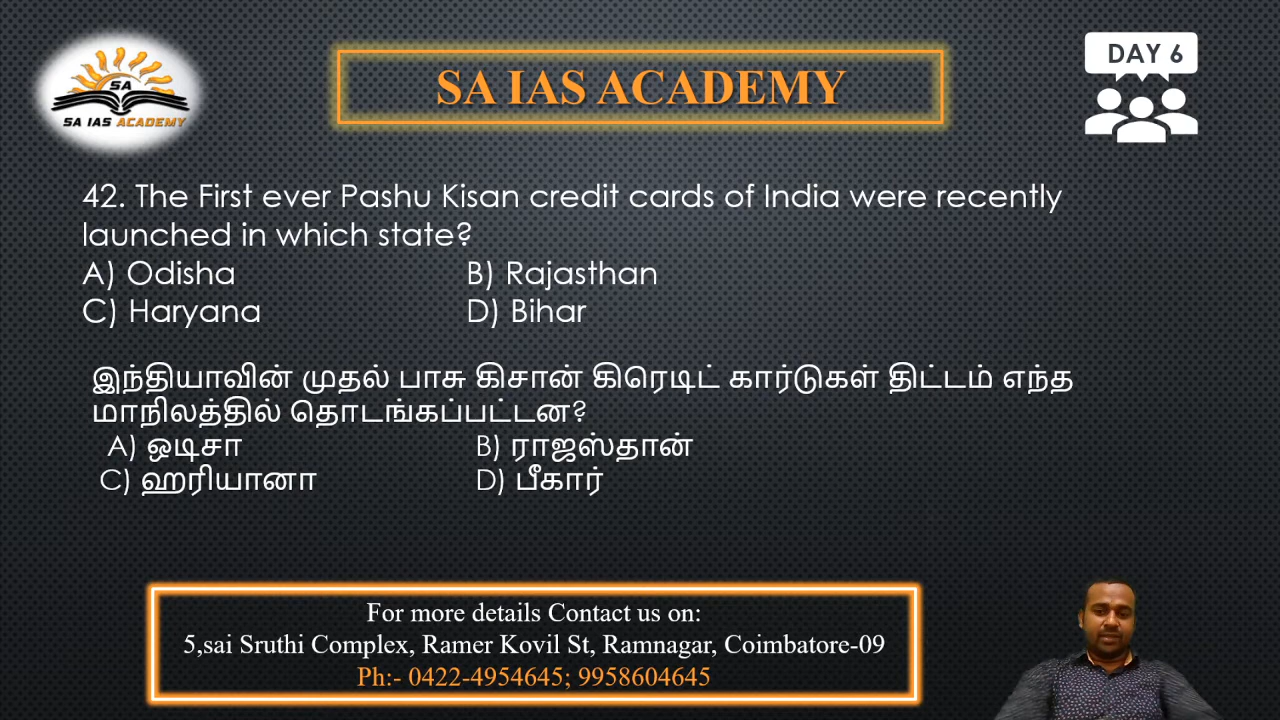 SA
SA IAS ACADEMY
SA IAS ACADEMY
DAY 6
42. The First ever Pashu Kisan credit cards of India were recently
launched in which state?
A) Odisha B) Rajasthan
C) Haryana D) Bihar
இந்தியாவின் முதல் பாசு கிசான் கிரெடிட் கார்டுகள் திட்டம் எந்த
மாநிலத்தில் தொடங்கப்பட்டன?
A) ஒடிசா B) ராஜஸ்தான்
C) ஹரியானா D) பீகார்
For more details Contact us on:
5,sai Sruthi Complex, Ramer Kovil St, Ramnagar, Coimbatore-09
Ph:- 0422-4954645; 9958604645